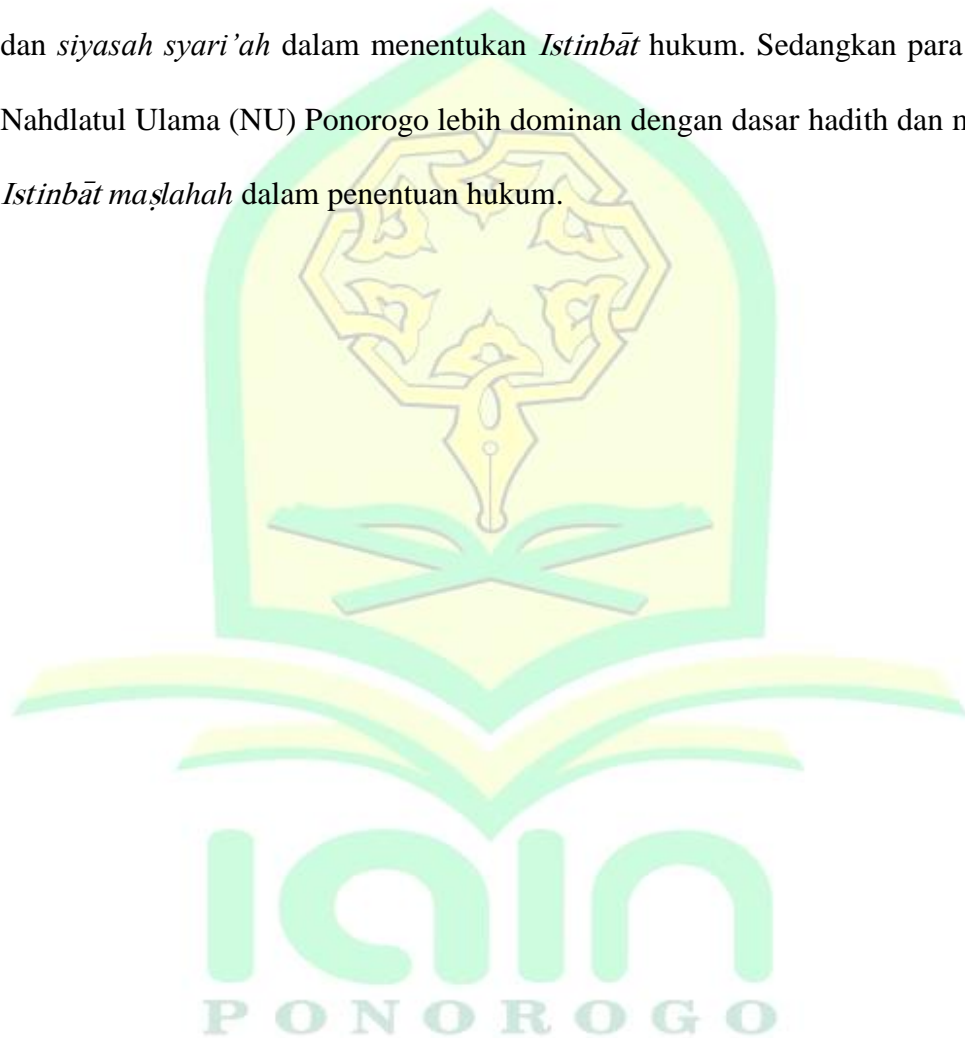 dan siyasah syari’ah dalam menentukan Istinbāt hukum. Sedangkan para
Nahdlatul Ulama (NU) Ponorogo lebih dominan dengan dasar hadith dan
Istinbāt maṣlahah dalam penentuan hukum.
IAIN
PONOROGO